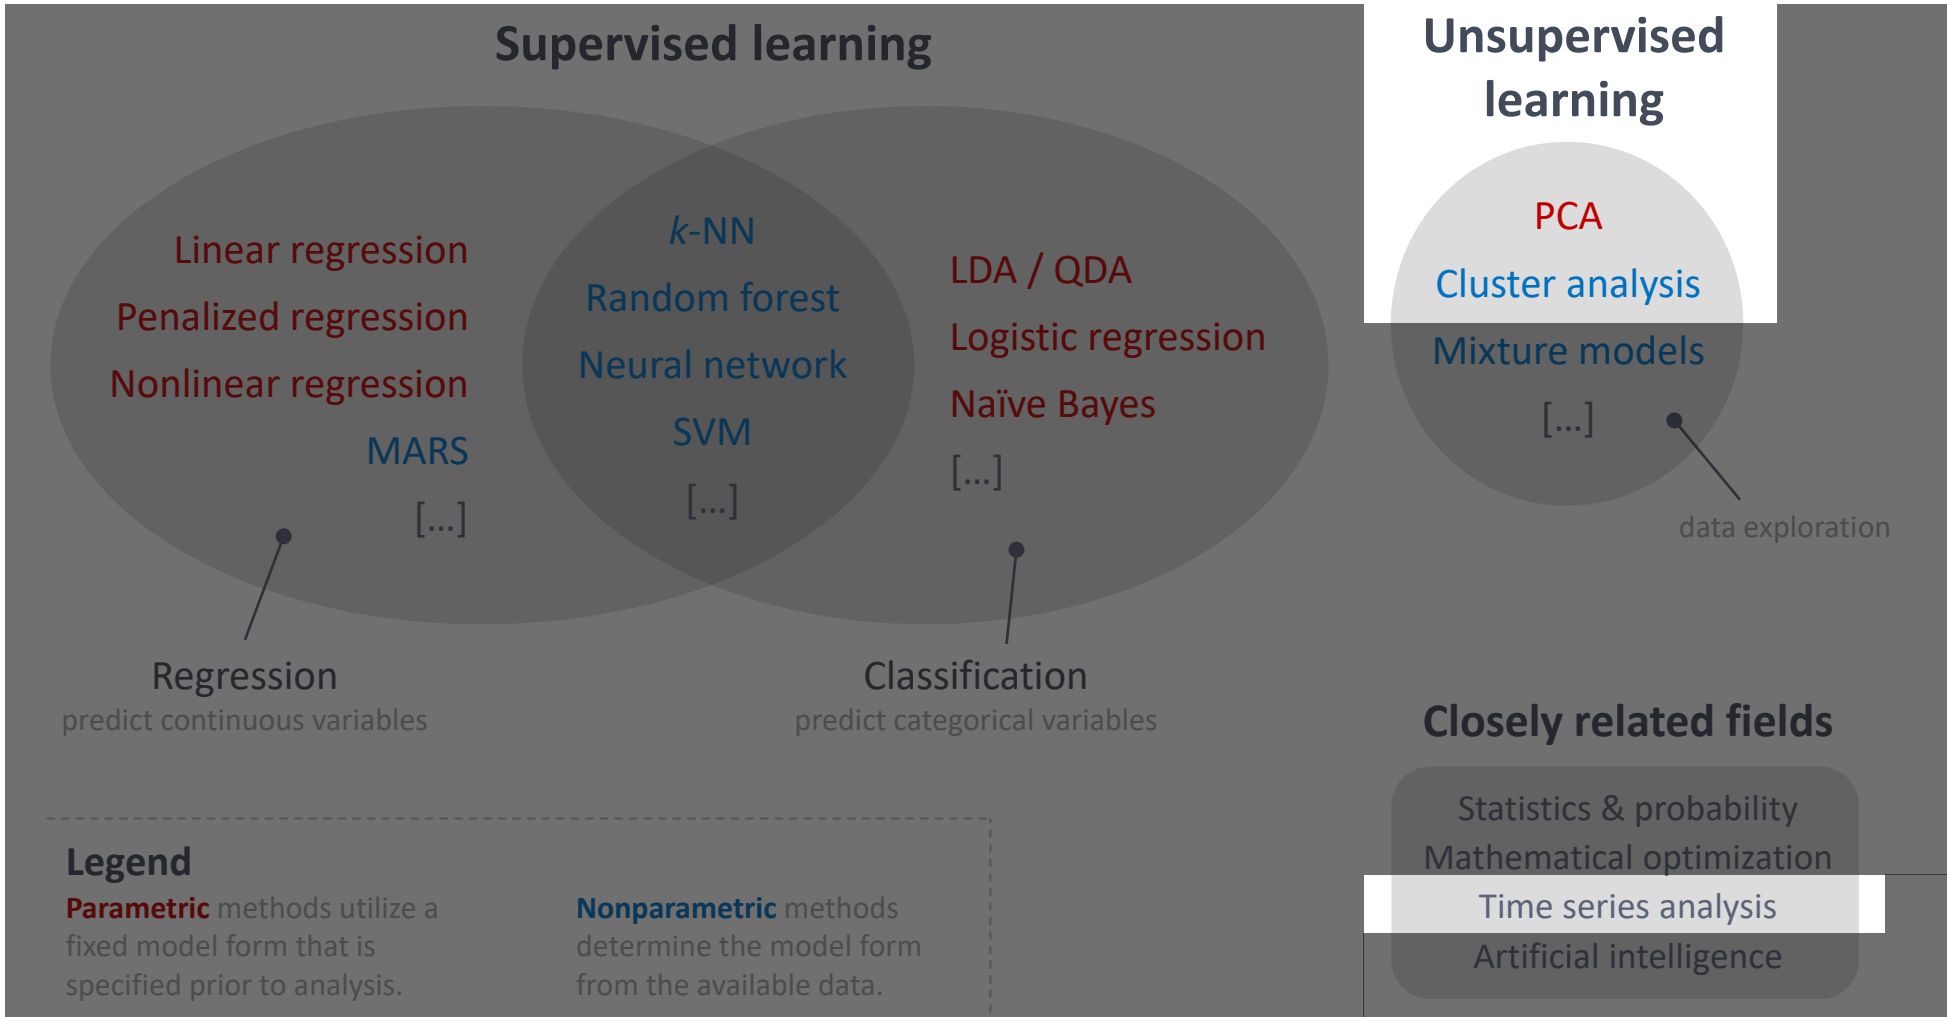 Supervised learning
Unsupervised
learning
Linear regression
Penalized regression
Nonlinear regression
MARS
[...]
k-NN
Random forest
Neural network
SVM
[...]
LDA / QDA
Logistic regression
Naïve Bayes
[...]
PCA
Cluster analysis
Mixture models
[...]
data exploration
Regression
predict continuous variables
Classification
predict categorical variables
Closely related fields
Statistics & probability
Mathematical optimization
Time series analysis
Artificial intelligence
Legend
Parametric methods utilize a
fixed model form that is
specified prior to analysis.
Nonparametric methods
determine the model form
from the available data.